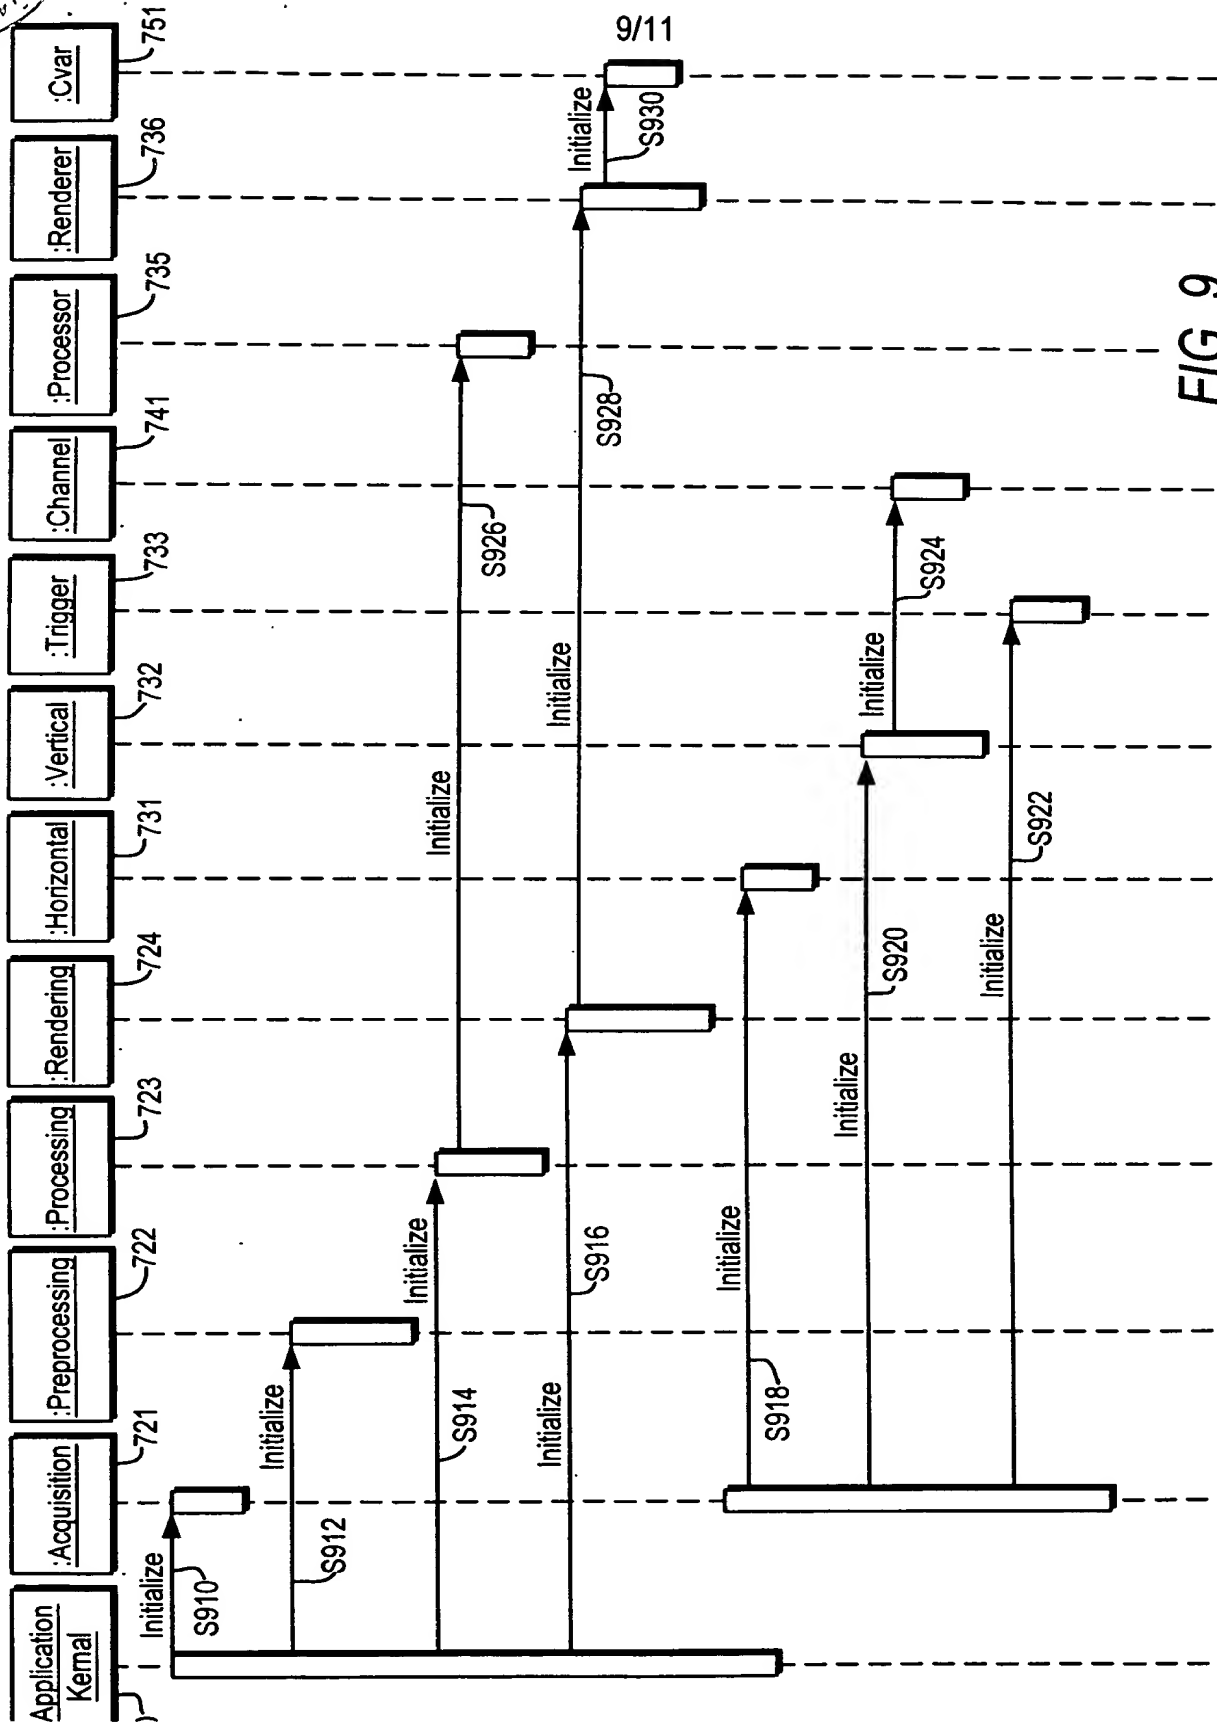 9/11
Application
Kernal
:Acquisition
721
:Preprocessing
722
:Processing
723
:Rendering
724
:Horizontal
731
:Vertical
732
:Trigger
733
:Channel
741
:Processor
735
:Renderer
736
:Cvar
751
Initialize
S910
Initialize
S912
Initialize
S914
Initialize
S926
Initialize
S916
Initialize
S928
Initialize
S930
Initialize
S918
Initialize
S920
Initialize
S924
Initialize
S922
FIG 9